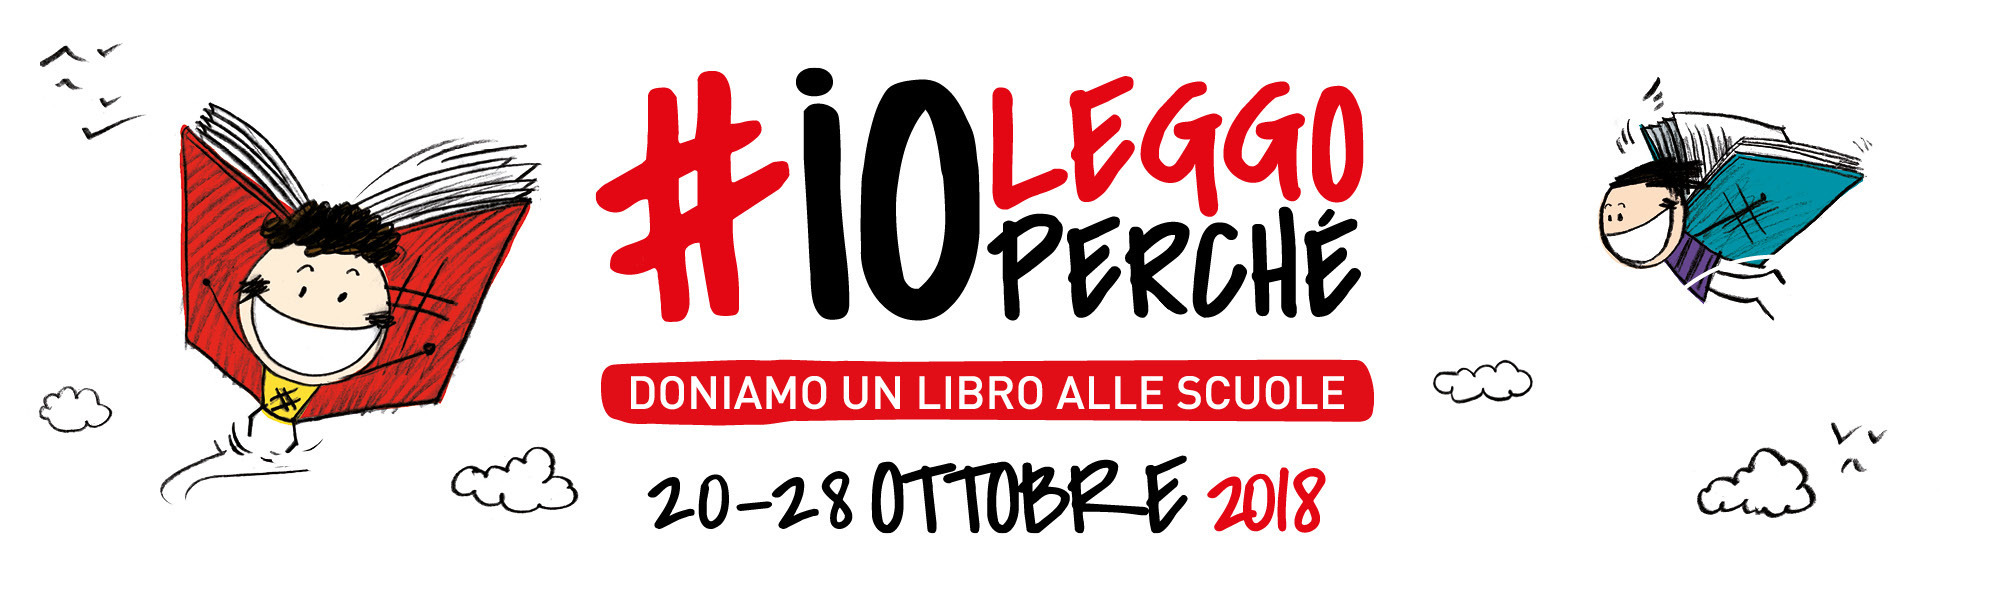 #iO LEGGO
PERCHÉ
DONIAMO UN LIBRO ALLE SCUOLE
20-28 OTTOBRE 2018